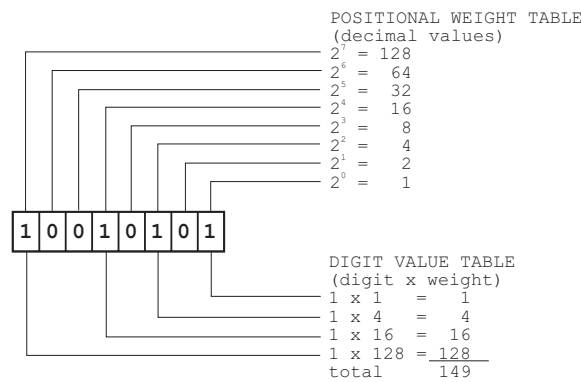 POSITIONAL WEIGHT TABLE
(decimal values)
2⁷ = 128
2⁶ = 64
2⁵ = 32
2⁴ = 16
2³ = 8
2² = 4
2¹ = 2
2⁰ = 1
1 0 0 1 0 1 0 1
DIGIT VALUE TABLE
(digit x weight)
1 x 1 = 1
1 x 4 = 4
1 x 16 = 16
1 x 128 = 128
total 149